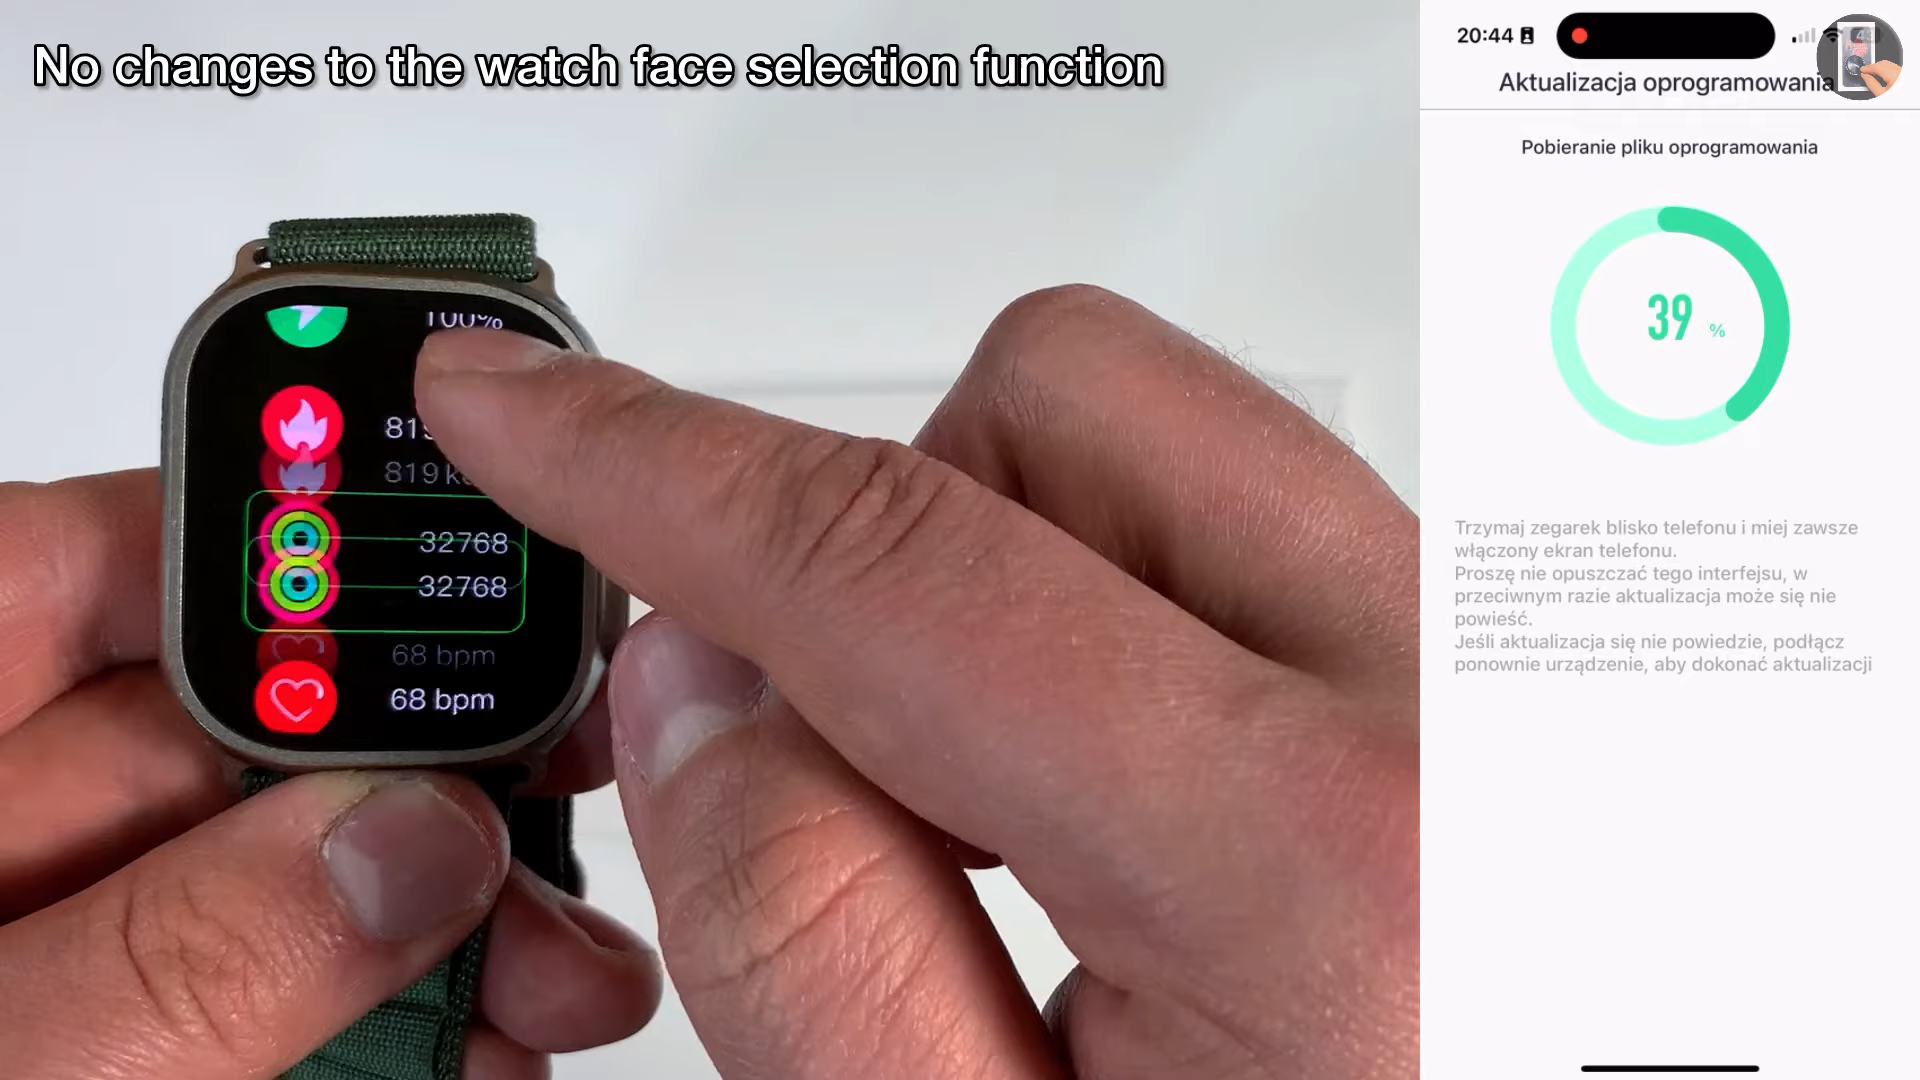 No changes to the watch face selection function
100%
819 
32768
32768
68 bpm
68 bpm
20:44
Aktualizacja oprogramowania
Pobieranie pliku oprogramowania
39 %
Trzymaj zegarek blisko telefonu i miej zawsze
włączony ekran telefonu.
Proszę nie opuszczać tego interfejsu, w
przeciwnym razie aktualizacja może się nie
powieść.
Jeśli aktualizacja się nie powiedzie, podłącz
ponownie urządzenie, aby dokonać aktualizacji